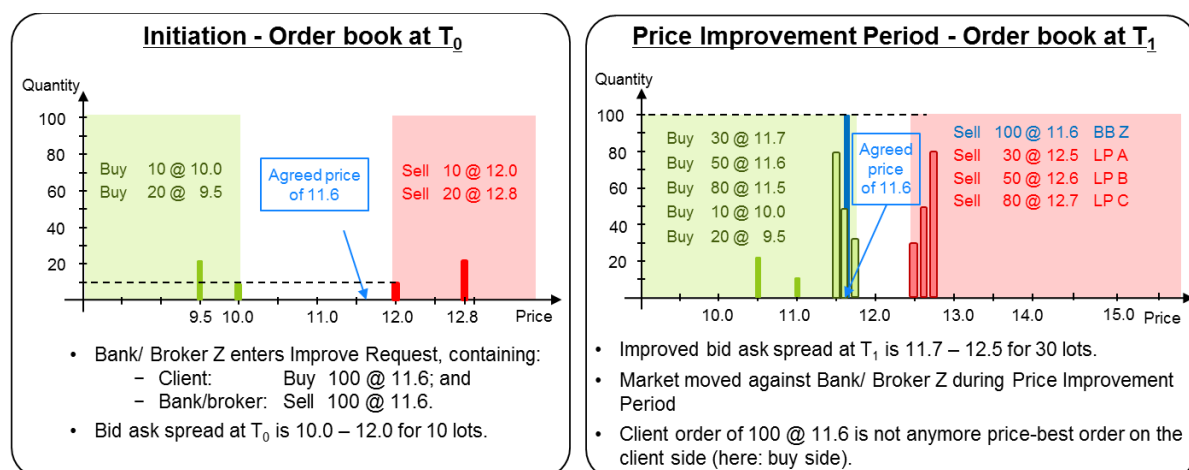 Initiation - Order book at T0
Quantity
100
80
60
40
20
Buy 10 @ 10.0
Buy 20 @ 9.5
Agreed price
of 11.6
Sell 10 @ 12.0
Sell 20 @ 12.8
9.5 10.0 11.0 12.0 12.8 Price
• Bank/ Broker Z enters Improve Request, containing:
− Client: Buy 100 @ 11.6; and
− Bank/broker: Sell 100 @ 11.6.
• Bid ask spread at T0 is 10.0 – 12.0 for 10 lots.
Price Improvement Period - Order book at T1
Quantity
100
80
60
40
20
Buy 30 @ 11.7
Buy 50 @ 11.6
Buy 80 @ 11.5
Buy 10 @ 10.0
Buy 20 @ 9.5
Agreed
price
of 11.6
Sell 100 @ 11.6 BB Z
Sell 30 @ 12.5 LP A
Sell 50 @ 12.6 LP B
Sell 80 @ 12.7 LP C
10.0 11.0 12.0 13.0 14.0 15.0 Price
• Improved bid ask spread at T1 is 11.7 – 12.5 for 30 lots.
• Market moved against Bank/ Broker Z during Price Improvement
Period
• Client order of 100 @ 11.6 is not anymore price-best order on the
client side (here: buy side).